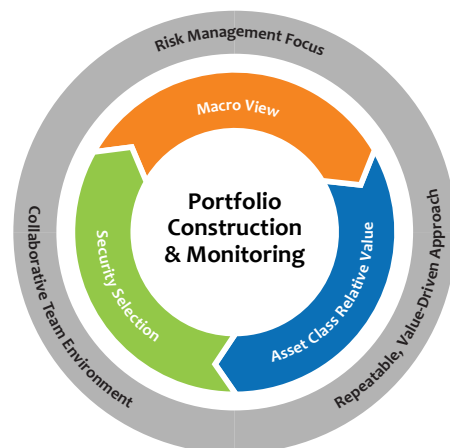 Risk Management Focus
Macro View
Portfolio
Construction
& Monitoring
Collaborative Team Environment
Security Selection
Asset Class Relative Value
Repeatable, Value-Driven Approach